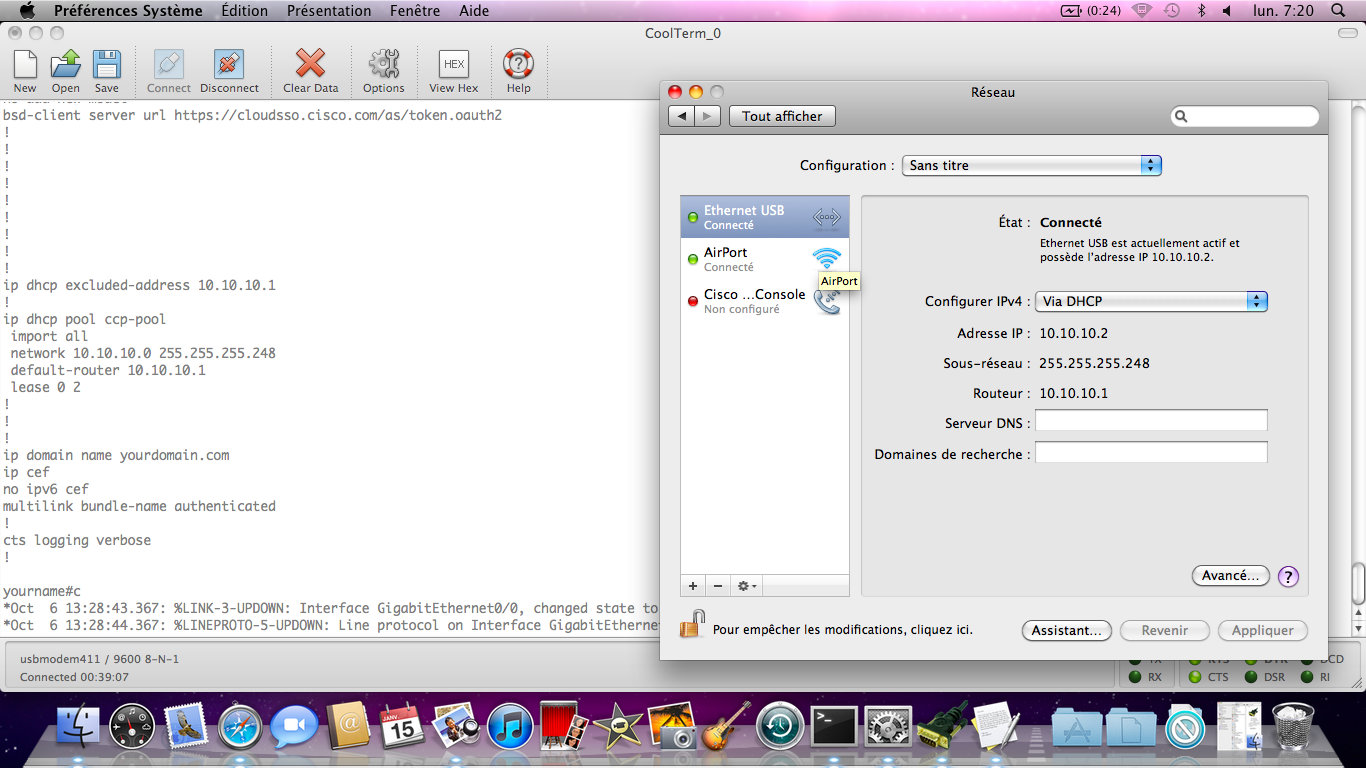 Préférences Système Édition Présentation Fenêtre Aide (0:24) lun. 7:20
CoolTerm_0
New Open Save Connect Disconnect Clear Data Options View Hex Help
HEX
bsd-client server url https://cloudsso.cisco.com/as/token.oauth2
!
!
!
!
!
!
!
!
!
ip dhcp excluded-address 10.10.10.1
!
ip dhcp pool ccp-pool
import all
network 10.10.10.0 255.255.255.248
default-router 10.10.10.1
lease 0 2
!
!
!
ip domain name yourdomain.com
ip cef
no ipv6 cef
multilink bundle-name authenticated
!
cts logging verbose
!
yourname#c
*Oct 6 13:28:43.367: %LINK-3-UPDOWN: Interface GigabitEthernet0/0, changed state to
*Oct 6 13:28:44.367: %LINEPROTO-5-UPDOWN: Line protocol on Interface GigabitEthernet
usbmodem411 / 9600 8-N-1
Connected 00:39:07
RX CTS DSR RI
Réseau
Tout afficher
Configuration : Sans titre
Ethernet USB
Connecté
AirPort
Connecté
AirPort
Cisco ...Console
Non configuré
État : Connecté
Ethernet USB est actuellement actif et
possède l'adresse IP 10.10.10.2.
Configurer IPv4 : Via DHCP
Adresse IP : 10.10.10.2
Sous-réseau : 255.255.255.248
Routeur : 10.10.10.1
Serveur DNS :
Domaines de recherche :
Avancé... ?
Pour empêcher les modifications, cliquez ici.
Assistant... Revenir Appliquer
JANV.
15